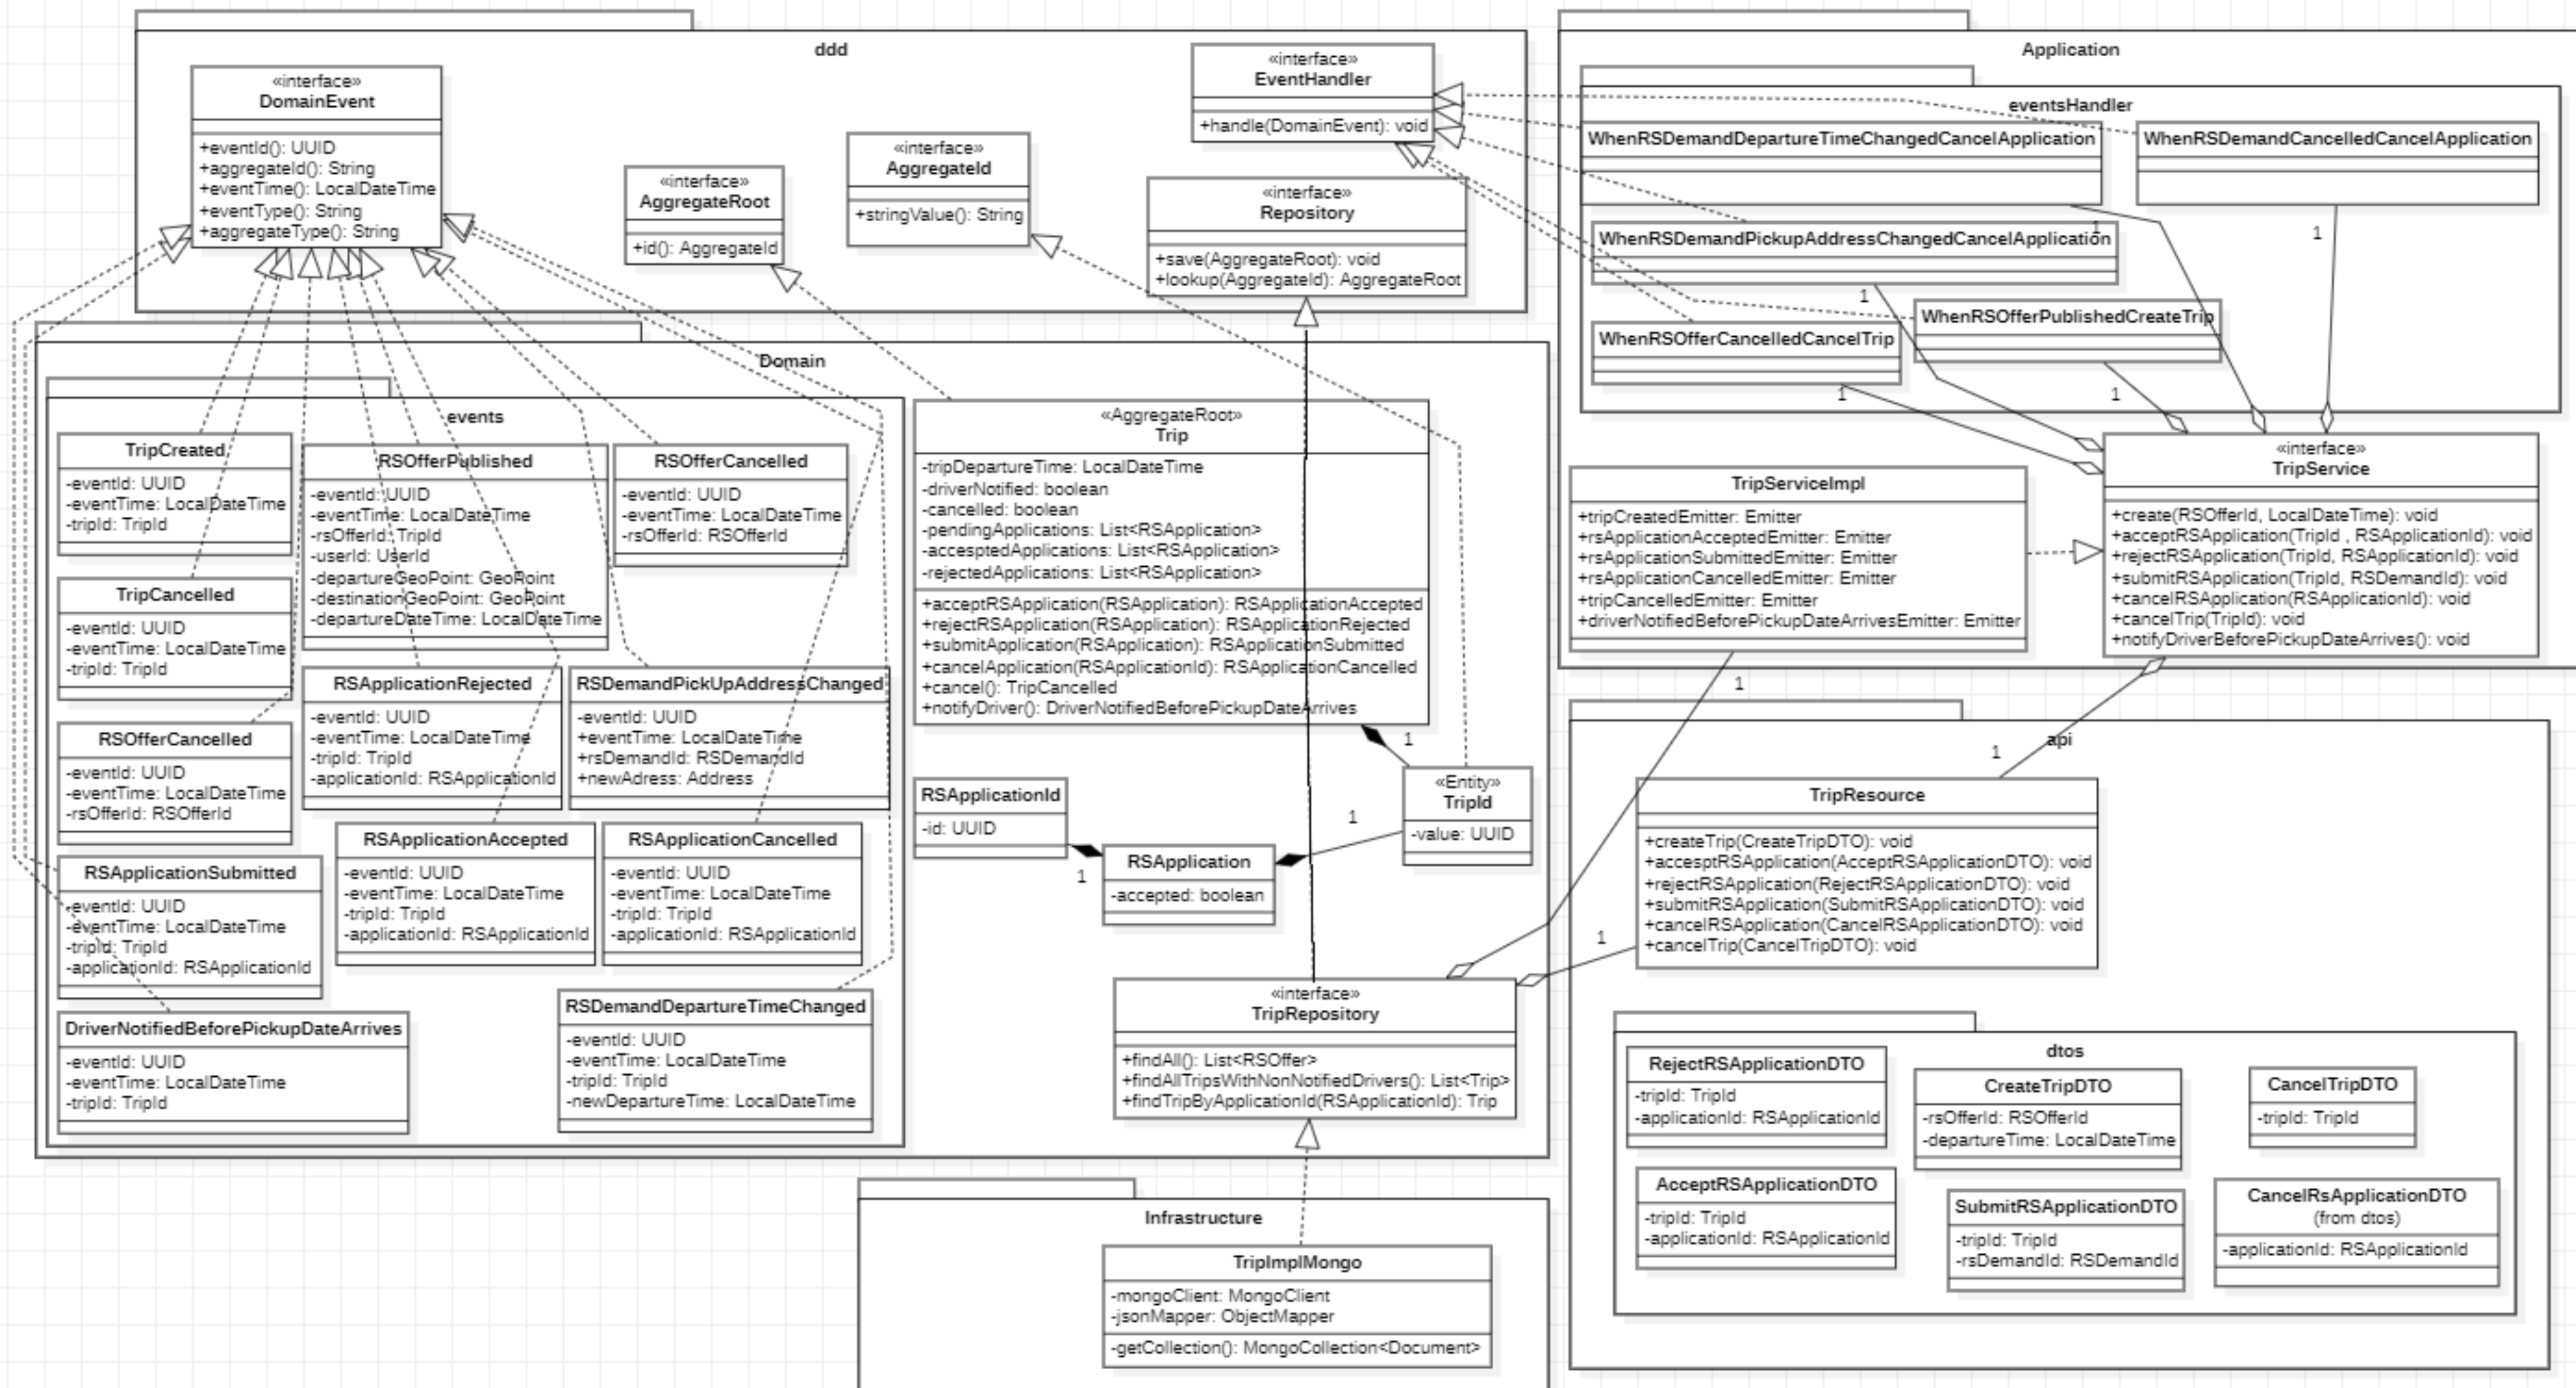 ddd
«interface»
DomainEvent
+eventId(): UUID
+aggregateId(): String
+eventTime(): LocalDateTime
+eventType(): String
+aggregateType(): String
«interface»
AggregateRoot
+id(): AggregateId
«interface»
AggregateId
+stringValue(): String
«interface»
EventHandler
+handle(DomainEvent): void
«interface»
Repository
+save(AggregateRoot): void
+lookup(AggregateId): AggregateRoot
Application
eventsHandler
WhenRSDemandDepartureTimeChangedCancelApplication
WhenRSDemandCancelledCancelApplication
1
1
WhenRSDemandPickupAddressChangedCancelApplication
1
WhenRSOfferPublishedCreateTrip
WhenRSOfferCancelledCancelTrip
1
1
TripServiceImpl
+tripCreatedEmitter: Emitter
+rsApplicationAcceptedEmitter: Emitter
+rsApplicationSubmittedEmitter: Emitter
+rsApplicationCancelledEmitter: Emitter
+tripCancelledEmitter: Emitter
+driverNotifiedBeforePickupDateArrivesEmitter: Emitter
«interface»
TripService
+create(RSOfferId, LocalDateTime): void
+acceptRSApplication(TripId , RSApplicationId): void
+rejectRSApplication(TripId, RSApplicationId): void
+submitRSApplication(TripId, RSDemandId): void
+cancelRSApplication(RSApplicationId): void
+cancelTrip(TripId): void
+notifyDriverBeforePickupDateArrives(): void
1
Domain
events
TripCreated
-eventId: UUID
-eventTime: LocalDateTime
-tripId: TripId
RSOfferPublished
-eventId: UUID
-eventTime: LocalDateTime
-rsOfferId: TripId
-userId: UserId
-departureGeoPoint: GeoPoint
-destinationGeoPoint: GeoPoint
-departureDateTime: LocalDateTime
RSOfferCancelled
-eventId: UUID
-eventTime: LocalDateTime
-rsOfferId: RSOfferId
TripCancelled
-eventId: UUID
-eventTime: LocalDateTime
-tripId: TripId
RSApplicationRejected
-eventId: UUID
-eventTime: LocalDateTime
-tripId: TripId
-applicationId: RSApplicationId
RSDemandPickUpAddressChanged
-eventId: UUID
+eventTime: LocalDateTime
+rsDemandId: RSDemandId
+newAdress: Address
RSOfferCancelled
-eventId: UUID
-eventTime: LocalDateTime
-rsOfferId: RSOfferId
RSApplicationSubmitted
-eventId: UUID
-eventTime: LocalDateTime
-tripId: TripId
-applicationId: RSApplicationId
RSApplicationAccepted
-eventId: UUID
-eventTime: LocalDateTime
-tripId: TripId
-applicationId: RSApplicationId
RSApplicationCancelled
-eventId: UUID
-eventTime: LocalDateTime
-tripId: TripId
-applicationId: RSApplicationId
DriverNotifiedBeforePickupDateArrives
-eventId: UUID
-eventTime: LocalDateTime
-tripId: TripId
RSDemandDepartureTimeChanged
-eventId: UUID
-eventTime: LocalDateTime
-tripId: TripId
-newDepartureTime: LocalDateTime
«AggregateRoot»
Trip
-tripDepartureTime: LocalDateTime
-driverNotified: boolean
-cancelled: boolean
-pendingApplications: List<RSApplication>
-accesptedApplications: List<RSApplication>
-rejectedApplications: List<RSApplication>
+acceptRSApplication(RSApplication): RSApplicationAccepted
+rejectRSApplication(RSApplication): RSApplicationRejected
+submitApplication(RSApplication): RSApplicationSubmitted
+cancelApplication(RSApplicationId): RSApplicationCancelled
+cancel(): TripCancelled
+notifyDriver(): DriverNotifiedBeforePickupDateArrives
1
RSApplicationId
-id: UUID
1
RSApplication
-accepted: boolean
1
«Entity»
TripId
-value: UUID
«interface»
TripRepository
+findAll(): List<RSOffer>
+findAllTripsWithNonNotifiedDrivers(): List<Trip>
+findTripByApplicationId(RSApplicationId): Trip
Infrastructure
TripImplMongo
-mongoClient: MongoClient
-jsonMapper: ObjectMapper
-getCollection(): MongoCollection<Document>
api
1
TripResource
+createTrip(CreateTripDTO): void
+accesptRSApplication(AcceptRSApplicationDTO): void
+rejectRSApplication(RejectRSApplicationDTO): void
+submitRSApplication(SubmitRSApplicationDTO): void
+cancelRSApplication(CancelRSApplicationDTO): void
+cancelTrip(CancelTripDTO): void
1
dtos
RejectRSApplicationDTO
-tripId: TripId
-applicationId: RSApplicationId
CreateTripDTO
-rsOfferId: RSOfferId
-departureTime: LocalDateTime
CancelTripDTO
-tripId: TripId
AcceptRSApplicationDTO
-tripId: TripId
-applicationId: RSApplicationId
SubmitRSApplicationDTO
-tripId: TripId
-rsDemandId: RSDemandId
CancelRsApplicationDTO
(from dtos)
-applicationId: RSApplicationId